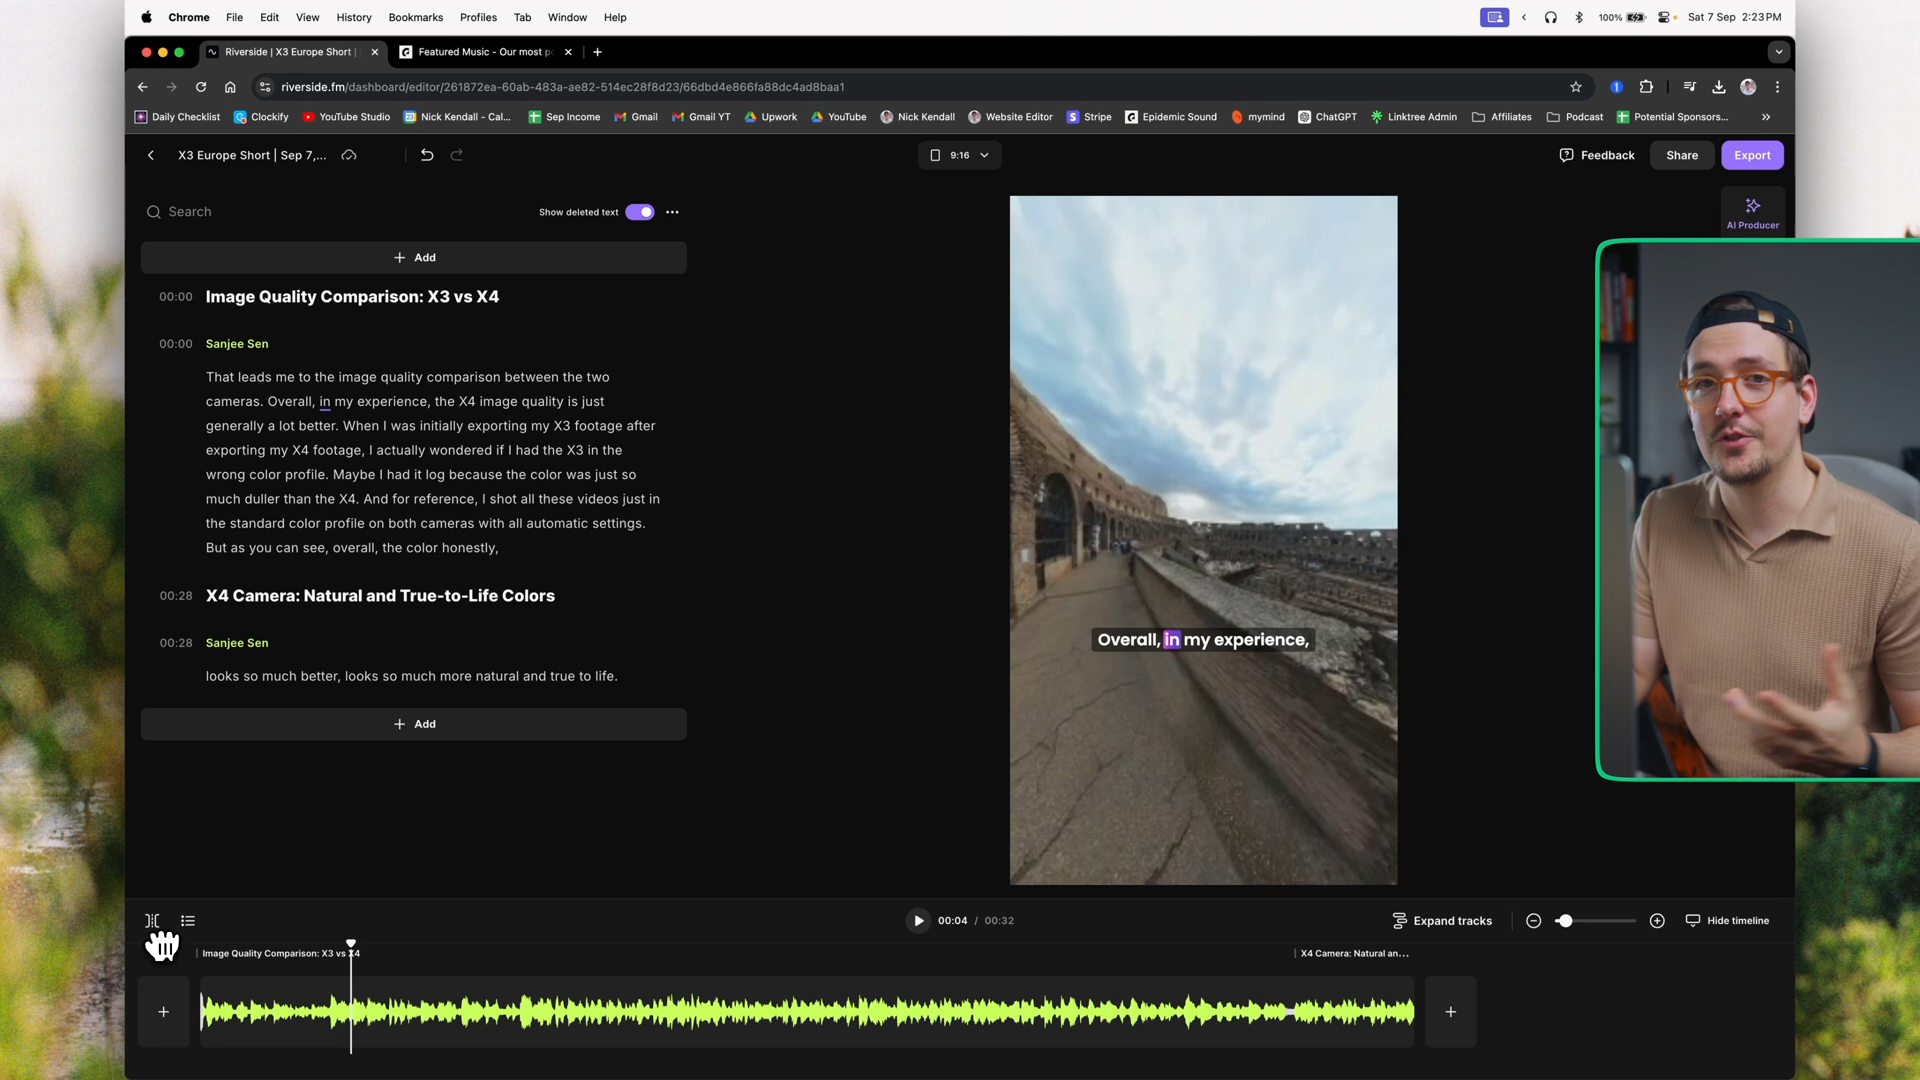 Chrome File Edit View History Bookmarks Profiles Tab Window Help
100% Sat 7 Sep 2:23 PM
Riverside | X3 Europe Short |
Featured Music - Our most p
riverside.fm/dashboard/editor/261872ea-60ab-483a-ae82-514ec28f8d23/66dbd4e866fa88dc4ad8baa1
Daily Checklist Clockify YouTube Studio Nick Kendall - Cal... Sep Income Gmail Gmail YT Upwork YouTube Nick Kendall Website Editor Stripe Epidemic Sound mymind ChatGPT Linktree Admin Affiliates Podcast Potential Sponsors...
X3 Europe Short | Sep 7,...
9:16
Feedback
Share
Export
Search
Show deleted text
AI Producer
Add
00:00 Image Quality Comparison: X3 vs X4
00:00 Sanjee Sen
That leads me to the image quality comparison between the two
cameras. Overall, in my experience, the X4 image quality is just
generally a lot better. When I was initially exporting my X3 footage after
exporting my X4 footage, I actually wondered if I had the X3 in the
wrong color profile. Maybe I had it log because the color was just so
much duller than the X4. And for reference, I shot all these videos just in
the standard color profile on both cameras with all automatic settings.
But as you can see, overall, the color honestly,
00:28 X4 Camera: Natural and True-to-Life Colors
00:28 Sanjee Sen
looks so much better, looks so much more natural and true to life.
Add
Overall, in my experience,
00:04 / 00:32
Expand tracks
Hide timeline
Image Quality Comparison: X3 vs X4
X4 Camera: Natural an...